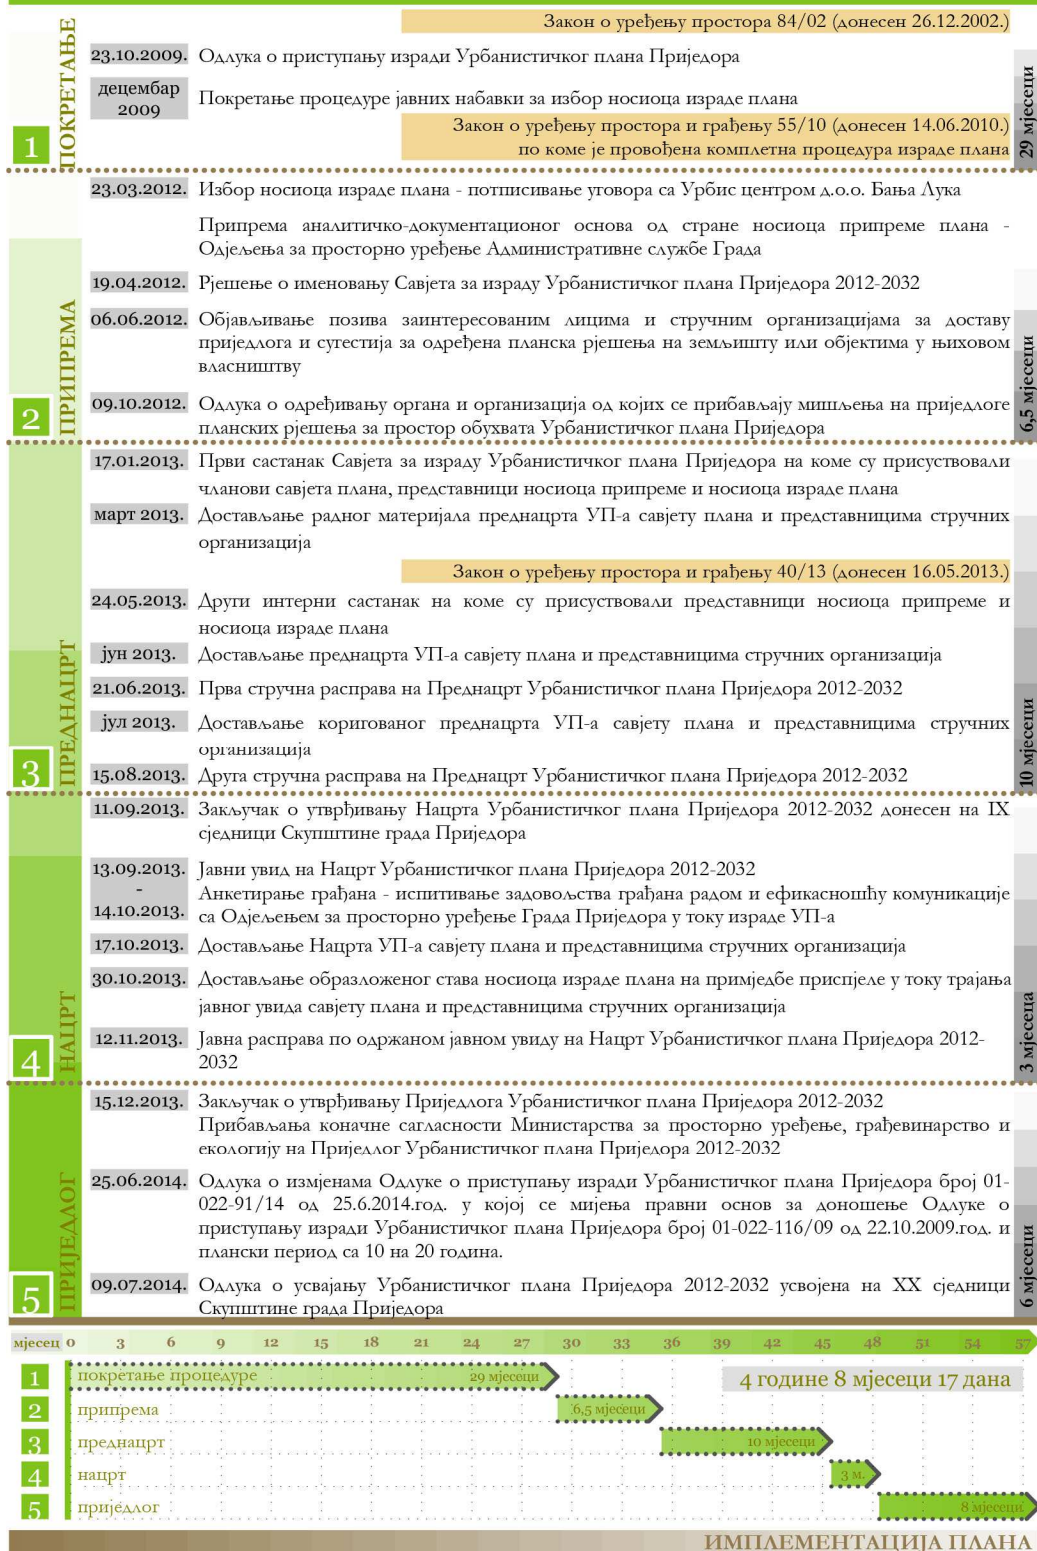 Закон о уређењу простора 84/02 (донесен 26.12.2002.)
23.10.2009. Одлука о приступању изради Урбанистичког плана Приједора
децембар
2009
Покретање процедуре јавних набавки за избор носиоца израде плана
Закон о уређењу простора и грађењу 55/10 (донесен 14.06.2010.)
по коме је провођена комплетна процедура израде плана
1
ПОКРЕТАЊЕ
29 мјесеци
23.03.2012. Избор носиоца израде плана - потписивање уговора са Урбис центром д.о.о. Бања Лука
Припрема аналитичко-документационог основа од стране носиоца припреме плана -
Одјељења за просторно уређење Административне службе Града
19.04.2012. Рјешење о именовању Савјета за израду Урбанистичког плана Приједора 2012-2032
06.06.2012. Објављивање позива заинтересованим лицима и стручним организацијама за доставу
приједлога и сугестија за одређена планска рјешења на земљишту или објектима у њиховом
власништву
09.10.2012. Одлука о одређивању органа и организација од којих се прибављају мишљења на приједлоге
планских рјешења за простор обухвата Урбанистичког плана Приједора
2
ПРИПРЕМА
6,5 мјесеци
17.01.2013. Први састанак Савјета за израду Урбанистичког плана Приједора на коме су присуствовали
чланови савјета плана, представници носиоца припреме и носиоца израде плана
март 2013. Достављање радног материјала преднацрта УП-а савјету плана и представницима стручних
организација
Закон о уређењу простора и грађењу 40/13 (донесен 16.05.2013.)
24.05.2013. Други интерни састанак на коме су присуствовали представници носиоца припреме и
носиоца израде плана
јун 2013. Достављање преднацрта УП-а савјету плана и представницима стручних организација
21.06.2013. Прва стручна расправа на Преднацрт Урбанистичког плана Приједора 2012-2032
јул 2013. Достављање коригованог преднацрта УП-а савјету плана и представницима стручних
организација
15.08.2013. Друга стручна расправа на Преднацрт Урбанистичког плана Приједора 2012-2032
3
ПРЕДНАЦРТ
10 мјесеци
11.09.2013. Закључак о утврђивању Нацрта Урбанистичког плана Приједора 2012-2032 донесен на IX
сједници Скупштине града Приједора
13.09.2013. Јавни увид на Нацрт Урбанистичког плана Приједора 2012-2032
- Анкетирање грађана - испитивање задовољства грађана радом и ефикасношћу комуникације
14.10.2013. са Одјељењем за просторно уређење Града Приједора у току израде УП-а
17.10.2013. Достављање Нацрта УП-а савјету плана и представницима стручних организација
30.10.2013. Достављање образложеног става носиоца израде плана на примједбе приспјеле у току трајања
јавног увида савјету плана и представницима стручних организација
12.11.2013. Јавна расправа по одржаном јавном увиду на Нацрт Урбанистичког плана Приједора 2012-
2032
4
НАЦРТ
3 мјесеца
15.12.2013. Закључак о утврђивању Приједлога Урбанистичког плана Приједора 2012-2032
Прибављања коначне сагласности Министарства за просторно уређење, грађевинарство и
екологију на Приједлог Урбанистичког плана Приједора 2012-2032
25.06.2014. Одлука о измјенама Одлуке о приступању изради Урбанистичког плана Приједора број 01-
022-91/14 од 25.6.2014.год. у којој се мијења правни основ за доношење Одлуке о
приступању изради Урбанистичког плана Приједора број 01-022-116/09 од 22.10.2009.год. и
плански период са 10 на 20 година.
09.07.2014. Одлука о усвајању Урбанистичког плана Приједора 2012-2032 усвојена на XX сједници
Скупштине града Приједора
5
ПРИЈЕДЛОГ
6 мјесеци
мјесец 0 3 6 9 12 15 18 21 24 27 30 33 36 39 42 45 48 51 54 57
1 покретање процедуре 29 мјесеци
4 године 8 мјесеци 17 дана
2 припрема 6,5 мјесеци
3 преднацрт 10 мјесеци
4 нацрт 3 м.
5 приједлог 8 мјесеци
ИМПЛЕМЕНТАЦИЈА ПЛАНА